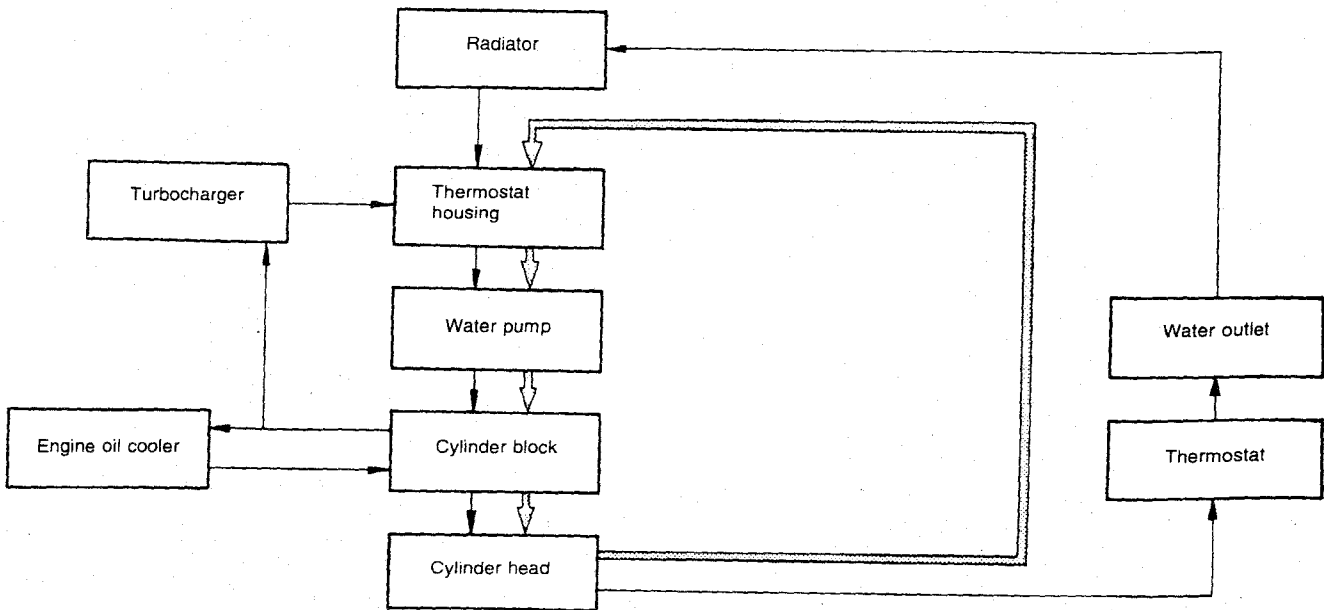 Radiator
Turbocharger
Thermostat
housing
Water pump
Water outlet
Engine oil cooler
Cylinder block
Thermostat
Cylinder head